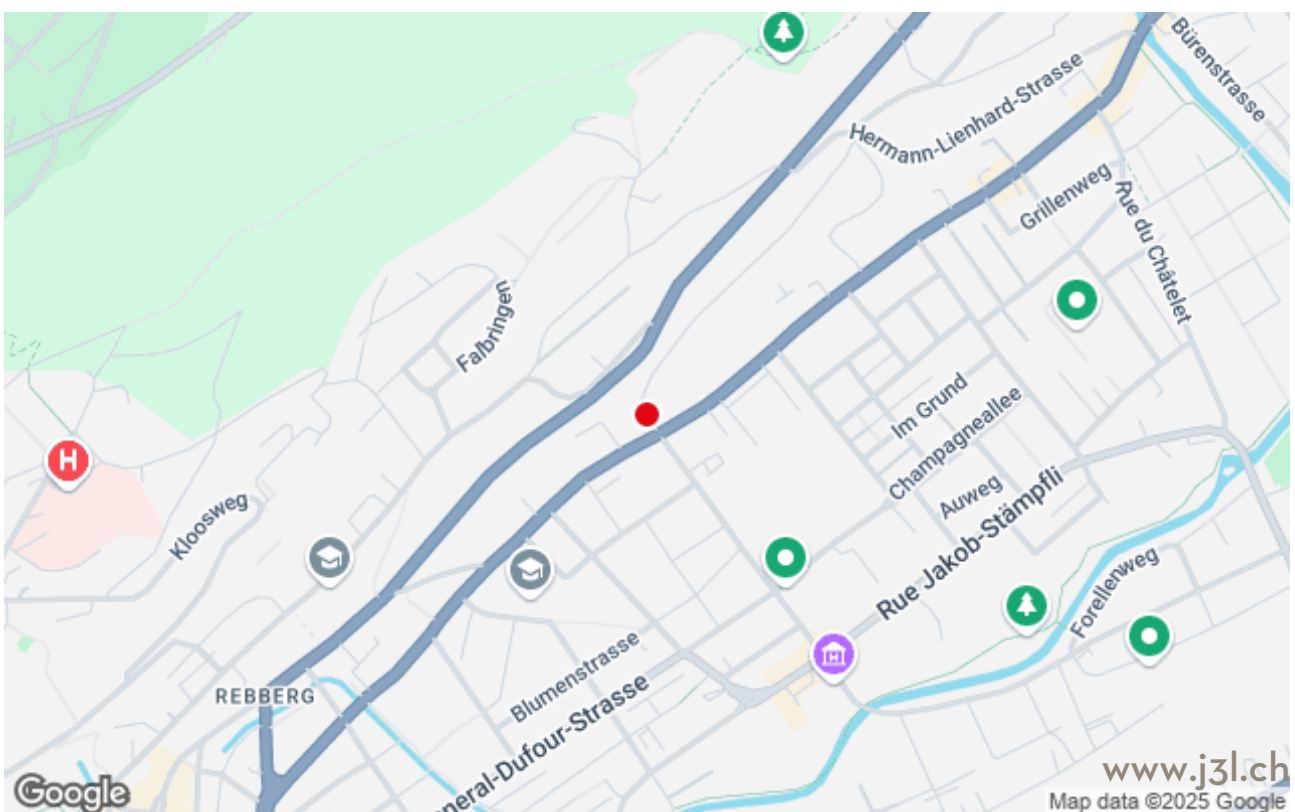 Bürenstrasse
Hermann-Lienhard-Strasse
Grillenweg
Rue du Châtelet
Falbringen
Im Grund
Champagneallee
Kloosweg
Auweg
Rue Jakob-Stämpfli
Forellenweg
REBBERG
Blumenstrasse
neral-Dufour-Strasse
H
H
www.j3l.ch
Google
Map data ©2025 Google